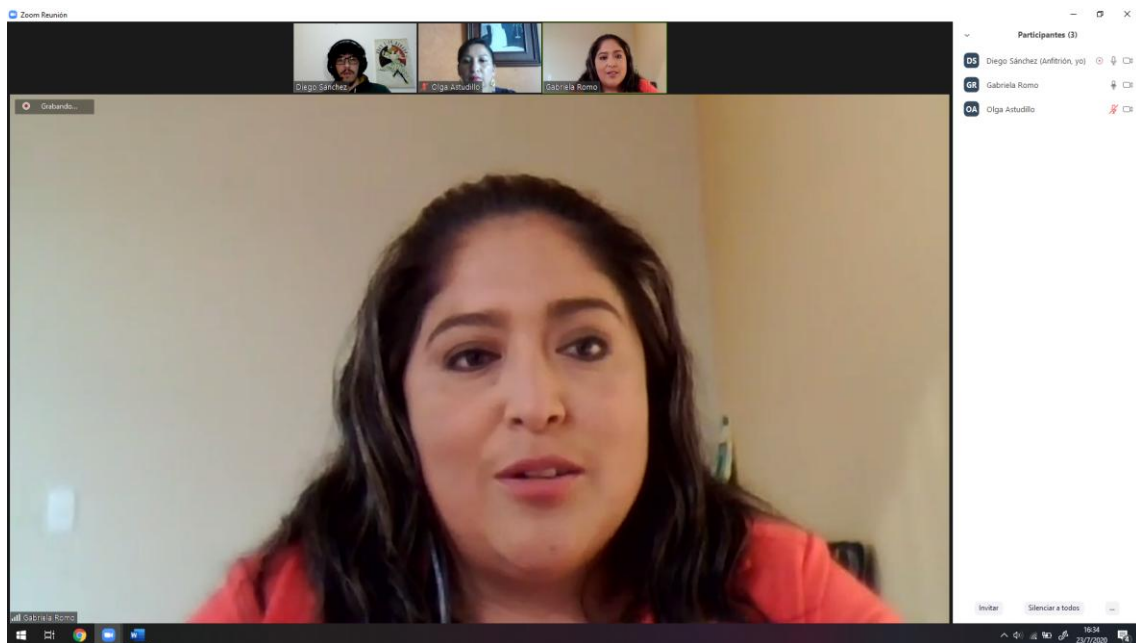 Zoom Reunión
Diego Sánchez
Olga Astudillo
Gabriela Romo
Grabando...
Gabriela Romo
Participantes (3)
DS Diego Sánchez (Anfitrión, yo)
GR Gabriela Romo
OA Olga Astudillo
Invitar
Silenciar a todos
...
16:34
23/7/2020